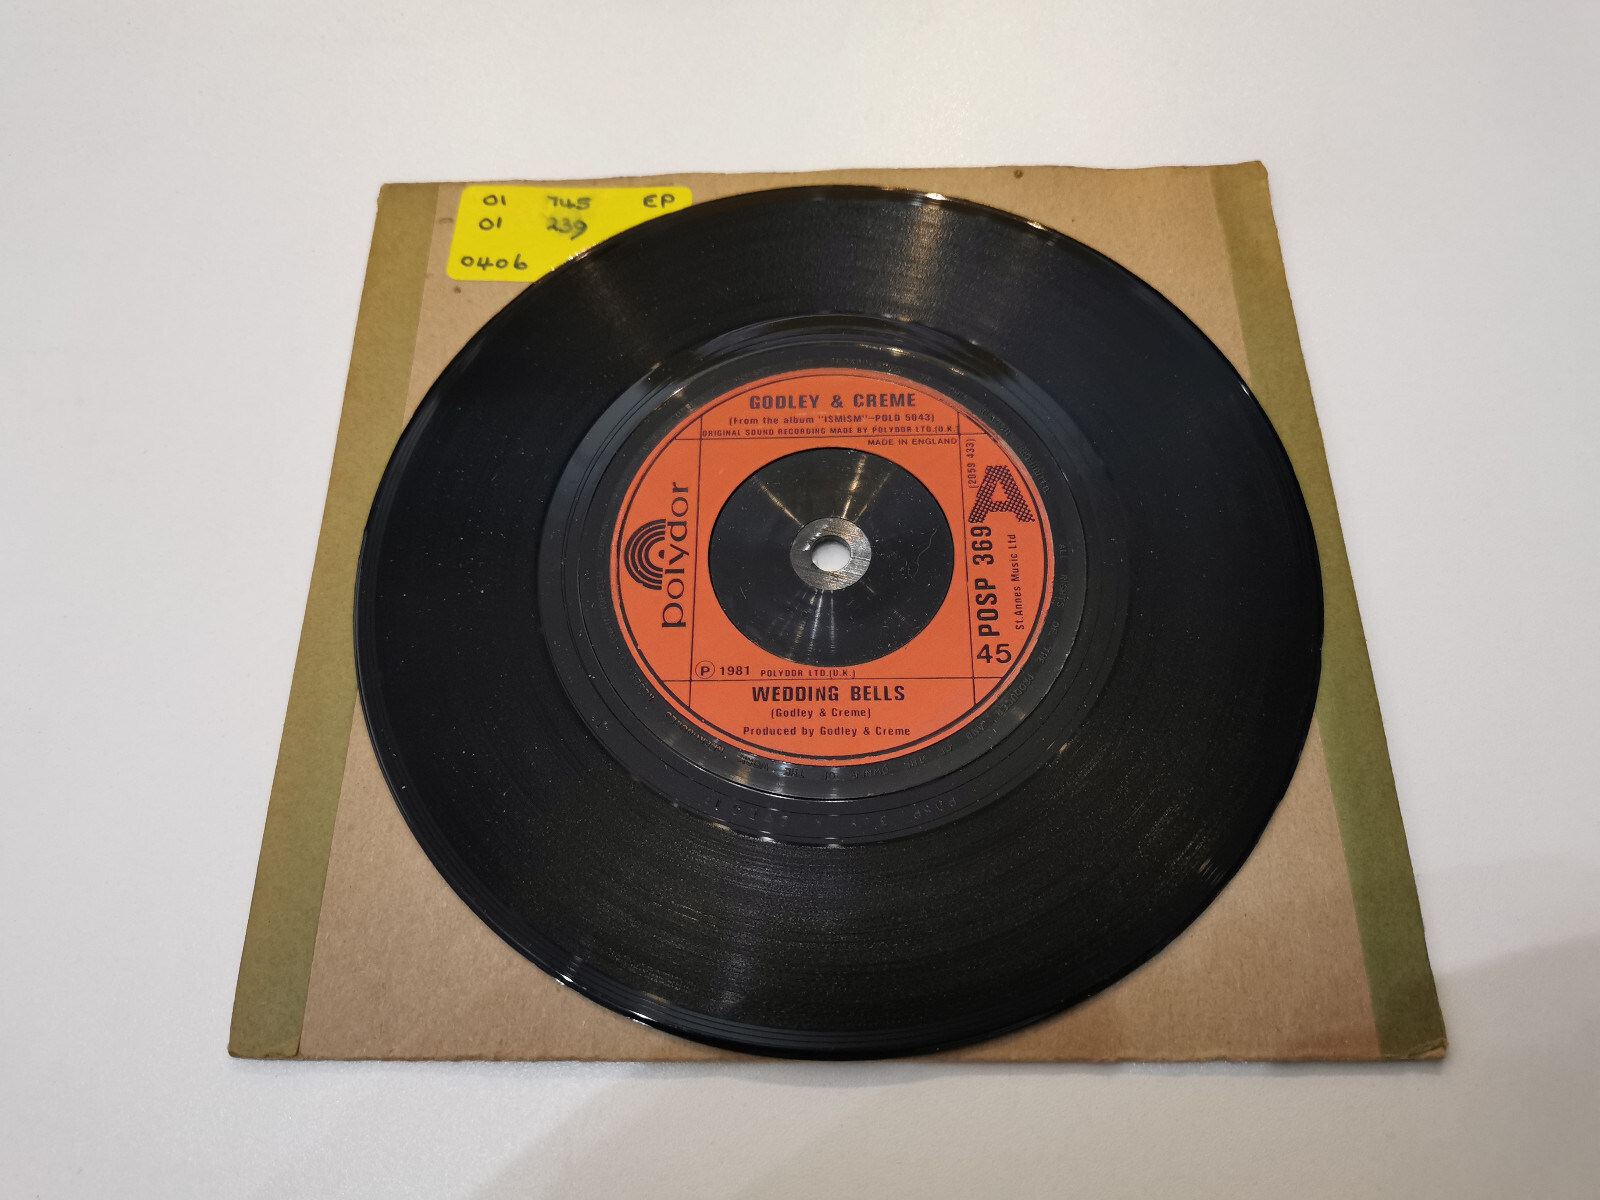 01 745 EP
01 239
0406
GODLEY & CREME
(From the album "ISMISM"-POLD 5043)
ORIGINAL SOUND RECORDING MADE BY POLYDOR LTD.(U.K.)
MADE IN ENGLAND
polydor
(2059 433)
A
POSP 369
St. Annes Music Ltd
45
Ⓟ 1981 POLYDOR LTD.(U.K.)
WEDDING BELLS
(Godley & Creme)
Produced by Godley & Creme